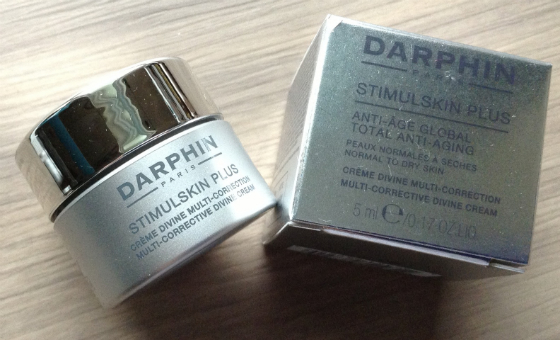 DARPHIN
PARIS
STIMULSKIN PLUS
CRÈME DIVINE MULTI-CORRECTION
MULTI-CORRECTIVE DIVINE CREAM
DARPHIN
PARIS
STIMULSKIN PLUS
ANTI-ÂGE GLOBAL
TOTAL ANTI-AGING
PEAUX NORMALES À SÈCHES
NORMAL TO DRY SKIN
CRÈME DIVINE MULTI-CORRECTION
MULTI-CORRECTIVE DIVINE CREAM
5 ml ℮/0.17 OZ